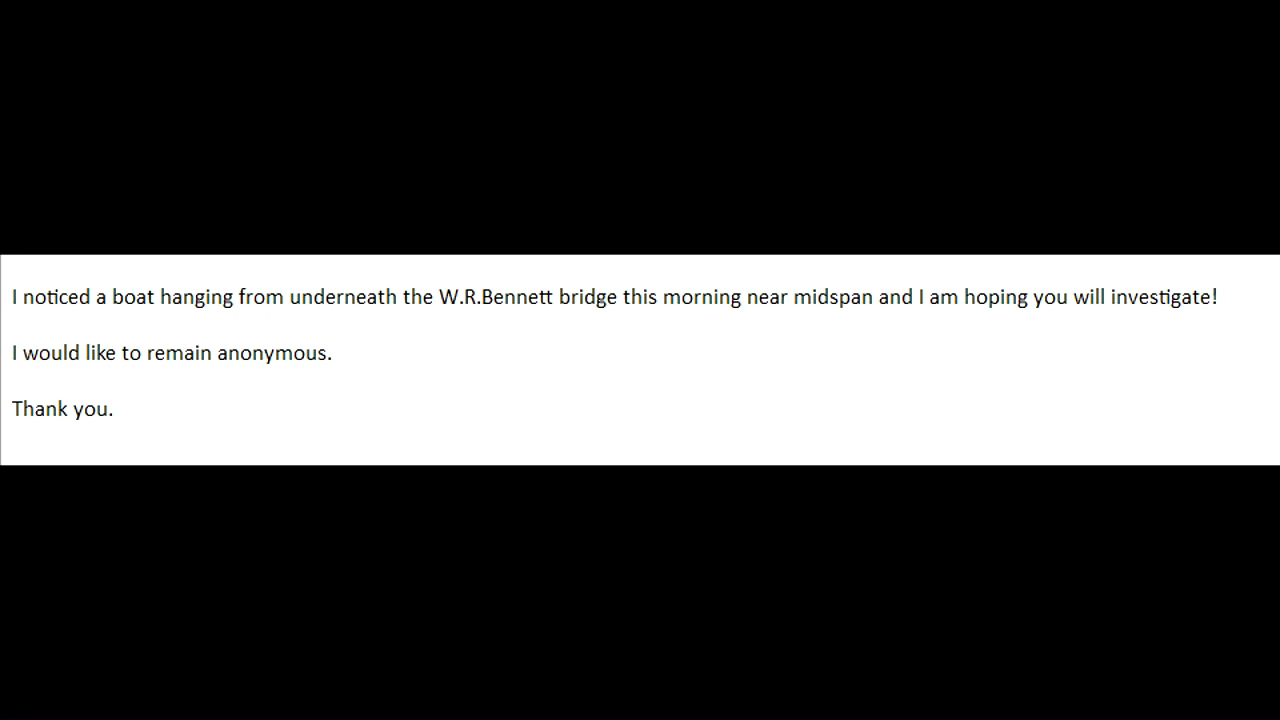 I noticed a boat hanging from underneath the W.R.Bennett bridge this morning near midspan and I am hoping you will investigate!
I would like to remain anonymous.
Thank you.